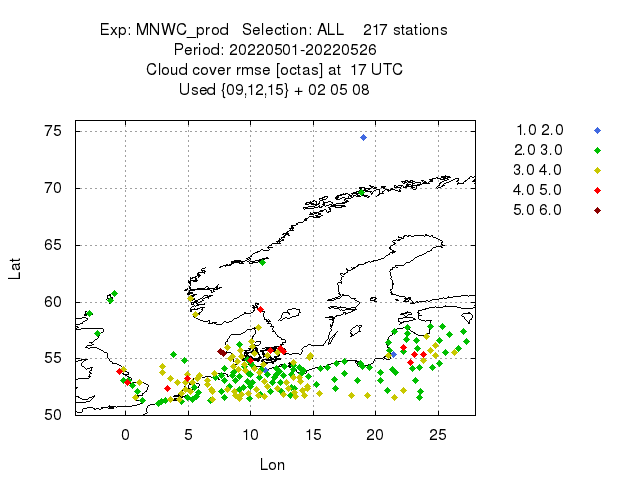 Exp: MNWC_prod   Selection: ALL    217 stations
Period: 20220501-20220526
Cloud cover rmse [octas] at  17 UTC
Used {09,12,15} + 02 05 08
1.0 2.0
2.0 3.0
3.0 4.0
4.0 5.0
5.0 6.0
75
70
65
60
55
50
Lat
0 5 10 15 20 25
Lon